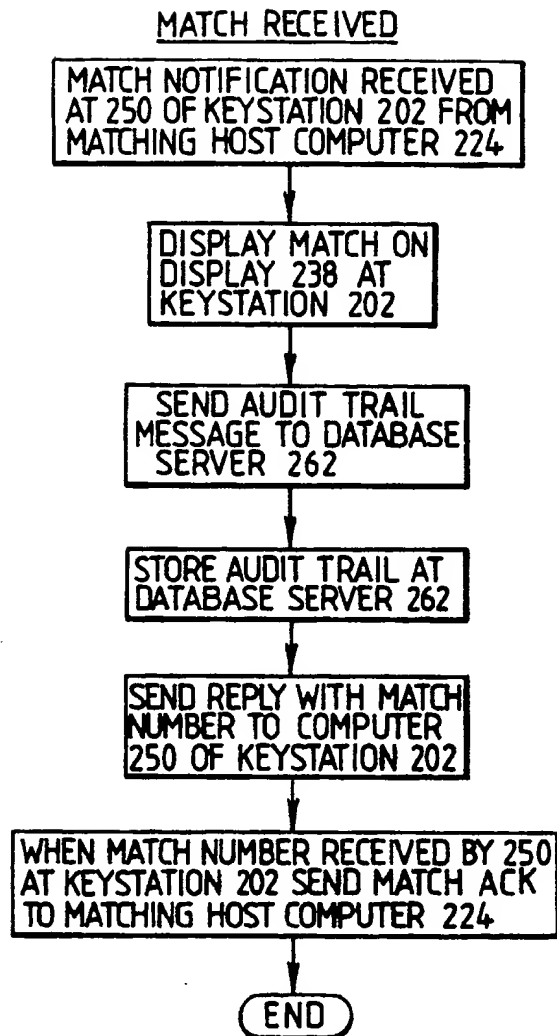 MATCH RECEIVED
MATCH NOTIFICATION RECEIVED
AT 250 OF KEYSTATION 202 FROM
MATCHING HOST COMPUTER 224
DISPLAY MATCH ON
DISPLAY 238 AT
KEYSTATION 202
SEND AUDIT TRAIL
MESSAGE TO DATABASE
SERVER 262
STORE AUDIT TRAIL AT
DATABASE SERVER 262
SEND REPLY WITH MATCH
NUMBER TO COMPUTER
250 OF KEYSTATION 202
WHEN MATCH NUMBER RECEIVED BY 250
AT KEYSTATION 202 SEND MATCH ACK
TO MATCHING HOST COMPUTER 224
END